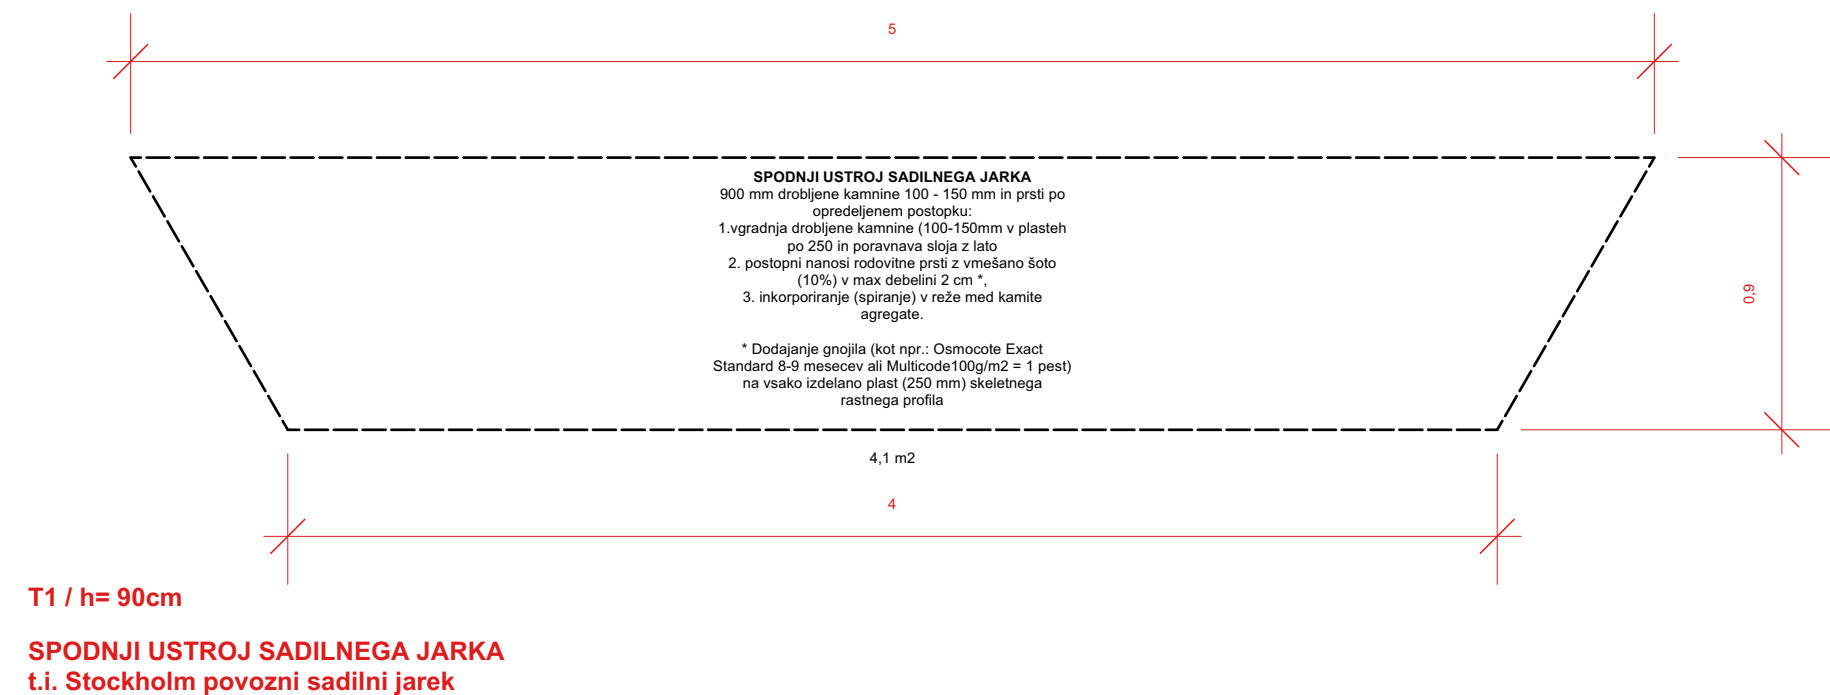 5
SPODNJI USTROJ SADILNEGA JARKA
900 mm drobljene kamnine 100 - 150 mm in prsti po
opredeljenem postopku:
1.vgradnja drobljene kamnine (100-150mm v plasteh
po 250 in poravnava sloja z lato
2. postopni nanosi rodovitne prsti z vmešano šoto
(10%) v max debelini 2 cm *,
3. inkorporiranje (spiranje) v reže med kamite
agregate.
* Dodajanje gnojila (kot npr.: Osmocote Exact
Standard 8-9 mesecev ali Multicode100g/m2 = 1 pest)
na vsako izdelano plast (250 mm) skeletnega
rastnega profila
0,9
4,1 m2
4
T1 / h= 90cm
SPODNJI USTROJ SADILNEGA JARKA
t.i. Stockholm povozni sadilni jarek